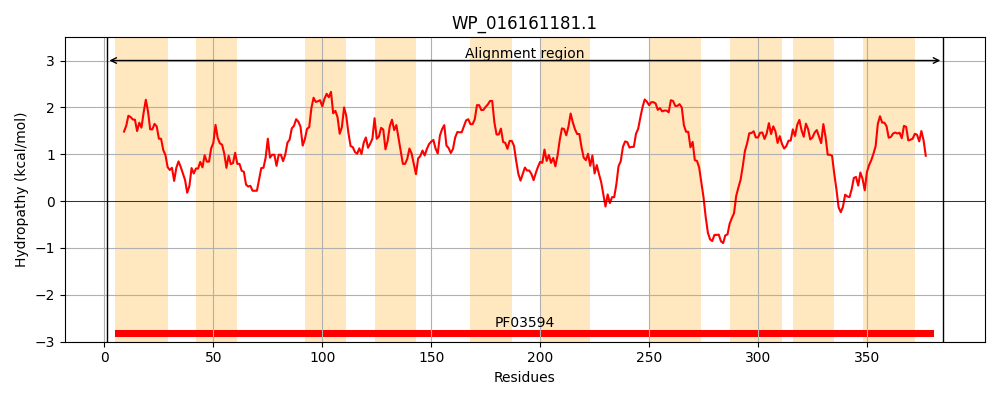 WP_016161181.1
Alignment region
3
2
1
0
−1
−2
−3
Hydropathy (kcal/mol)
PF03594
0 50 100 150 200 250 300 350
Residues